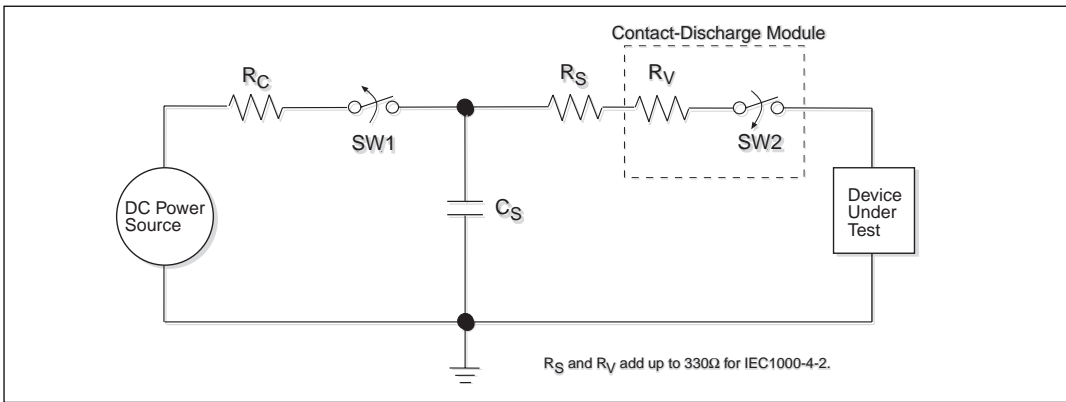 Contact-Discharge Module
RC
RS
RV
SW1
SW2
DC Power
Source
CS
Device
Under
Test
RS and RV add up to 330Ω for IEC1000-4-2.